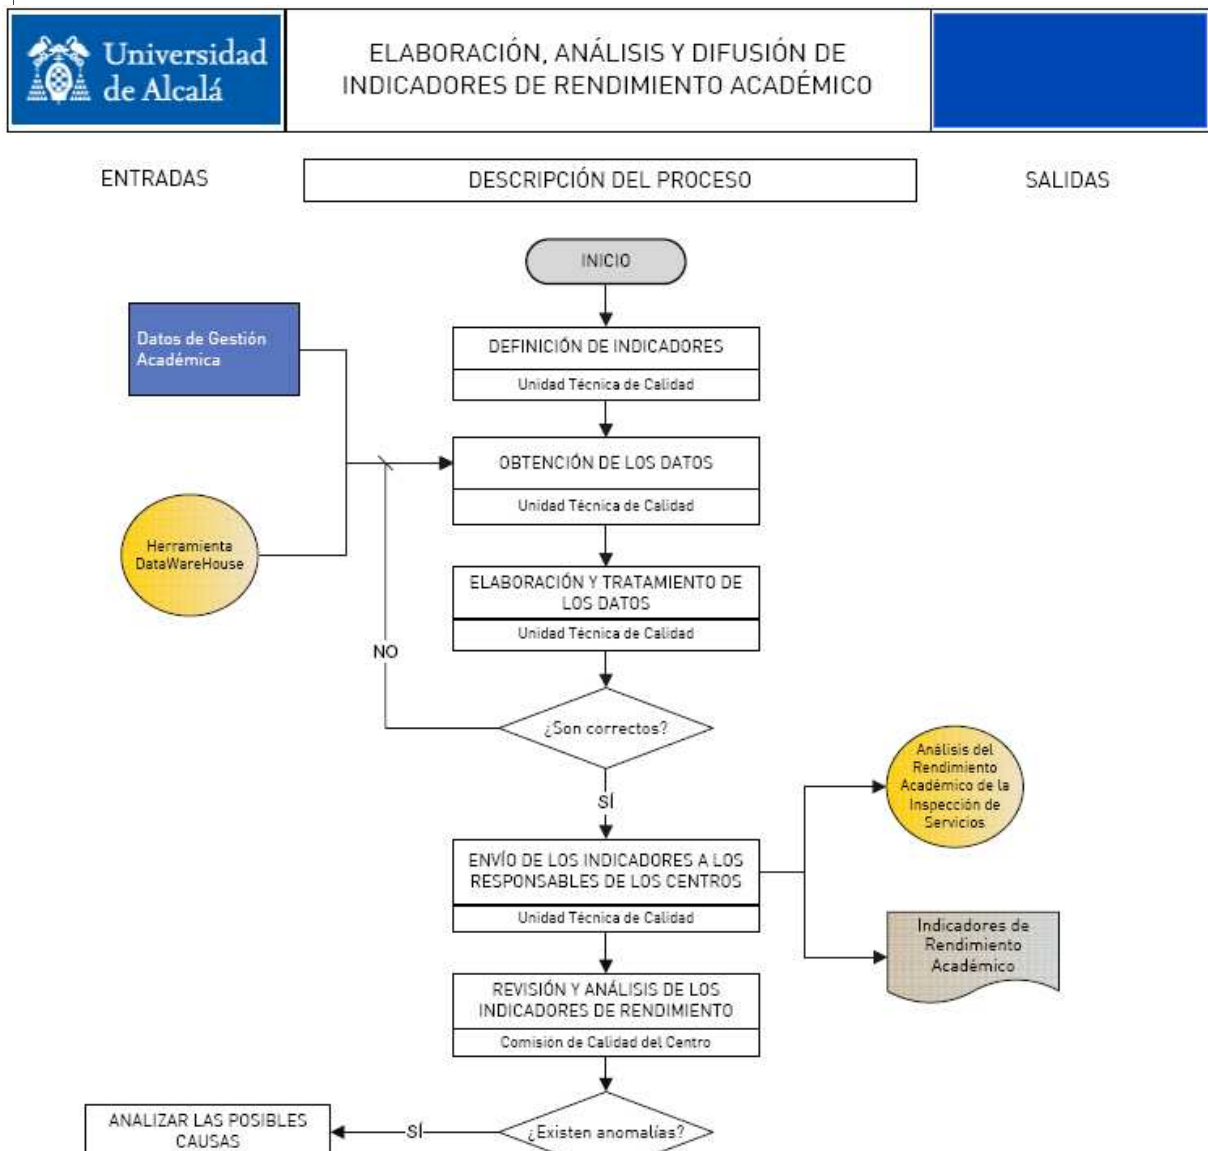 Universidad
de Alcalá
ELABORACIÓN, ANÁLISIS Y DIFUSIÓN DE
INDICADORES DE RENDIMIENTO ACADÉMICO
ENTRADAS
DESCRIPCIÓN DEL PROCESO
SALIDAS
INICIO
Datos de Gestión
Académica
DEFINICIÓN DE INDICADORES
Unidad Técnica de Calidad
OBTENCIÓN DE LOS DATOS
Unidad Técnica de Calidad
Herramienta
DataWareHouse
ELABORACIÓN Y TRATAMIENTO DE
LOS DATOS
Unidad Técnica de Calidad
NO
¿Son correctos?
SÍ
Análisis del
Rendimiento
Académico de la
Inspección de
Servicios
ENVÍO DE LOS INDICADORES A LOS
RESPONSABLES DE LOS CENTROS
Unidad Técnica de Calidad
Indicadores de
Rendimiento
Académico
REVISIÓN Y ANÁLISIS DE LOS
INDICADORES DE RENDIMIENTO
Comisión de Calidad del Centro
ANALIZAR LAS POSIBLES
CAUSAS
SÍ
¿Existen anomalías?